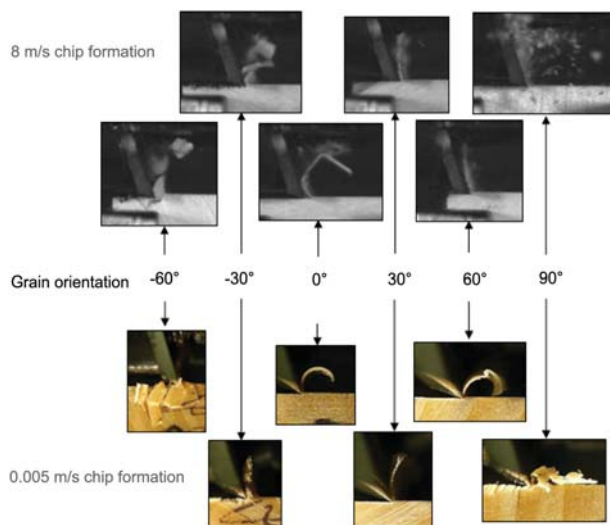 8 m/s chip formation
Grain orientation -60° -30° 0° 30° 60° 90°
0.005 m/s chip formation